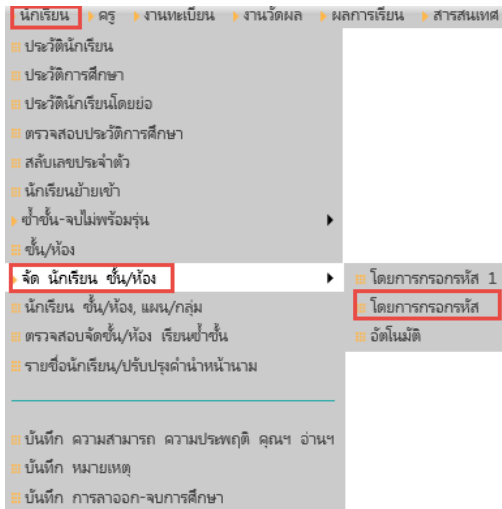 นักเรียน ครู งานทะเบียน งานวัดผล ผลการเรียน สารสนเทศ
ประวัตินักเรียน
ประวัติการศึกษา
ประวัตินักเรียนโดยย่อ
ตรวจสอบประวัติการศึกษา
สลับเลขประจำตัว
นักเรียนย้ายเข้า
ซ้ำชั้น-จบไม่พร้อมรุ่น
ชั้น/ห้อง
จัด นักเรียน ชั้น/ห้อง
โดยการกรอกรหัส 1
นักเรียน ชั้น/ห้อง, แผน/กลุ่ม
โดยการกรอกรหัส
ตรวจสอบจัดชั้น/ห้อง เรียนซ้ำชั้น
อัตโนมัติ
รายชื่อนักเรียน/ปรับปรุงคำนำหน้านาม
บันทึก ความสามารถ ความประพฤติ คุณฯ อ่านฯ
บันทึก หมายเหตุ
บันทึก การลาออก-จบการศึกษา